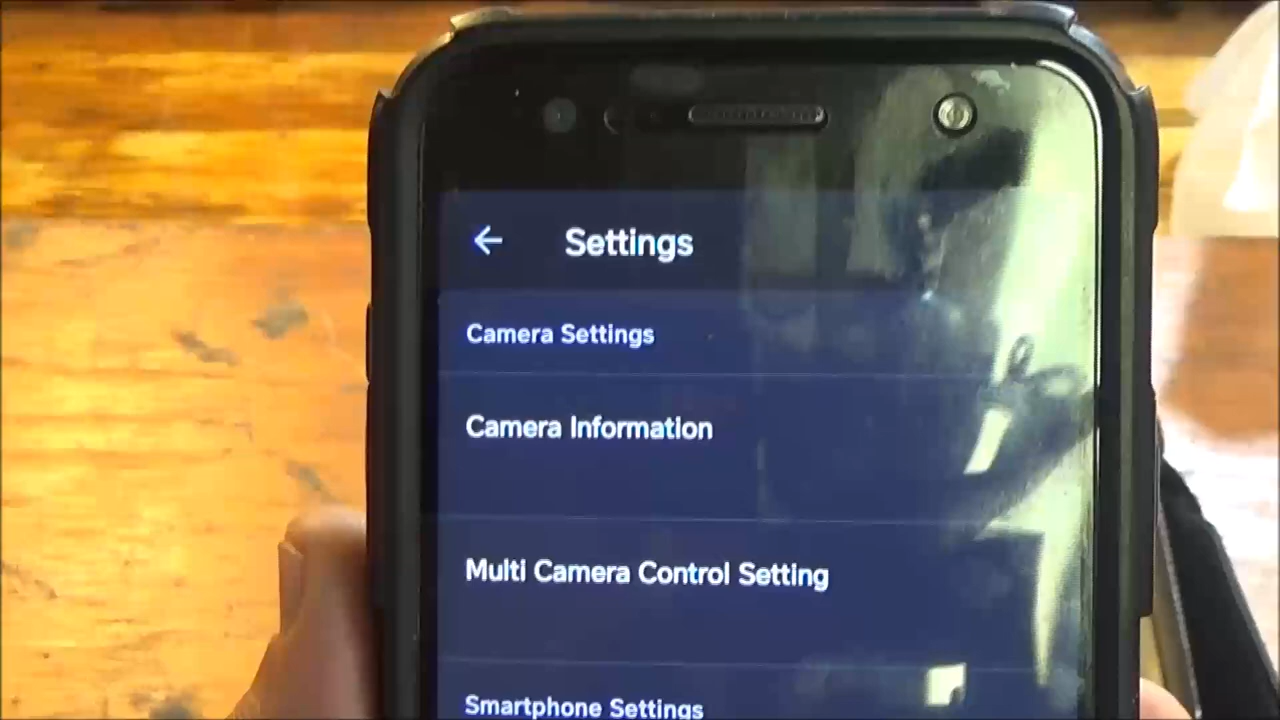 Settings
Camera Settings
Camera Information
Multi Camera Control Setting
Smartphone Settings